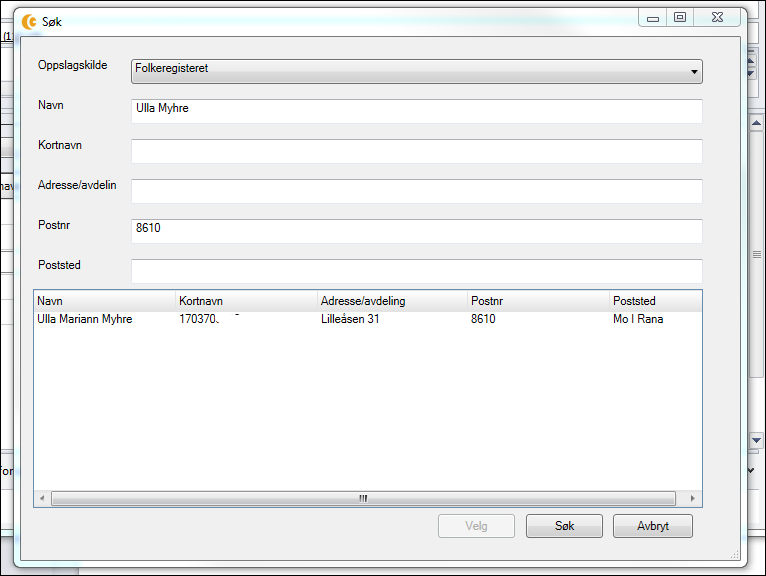 Søk
Oppslagskilde Folkeregisteret
Navn Ulla Myhre
Kortnavn
Adresse/avdelin
Postnr 8610
Poststed
Navn Kortnavn Adresse/avdeling Postnr Poststed
Ulla Mariann Myhre 170370. Lilleåsen 31 8610 Mo I Rana
Velg Søk Avbryt